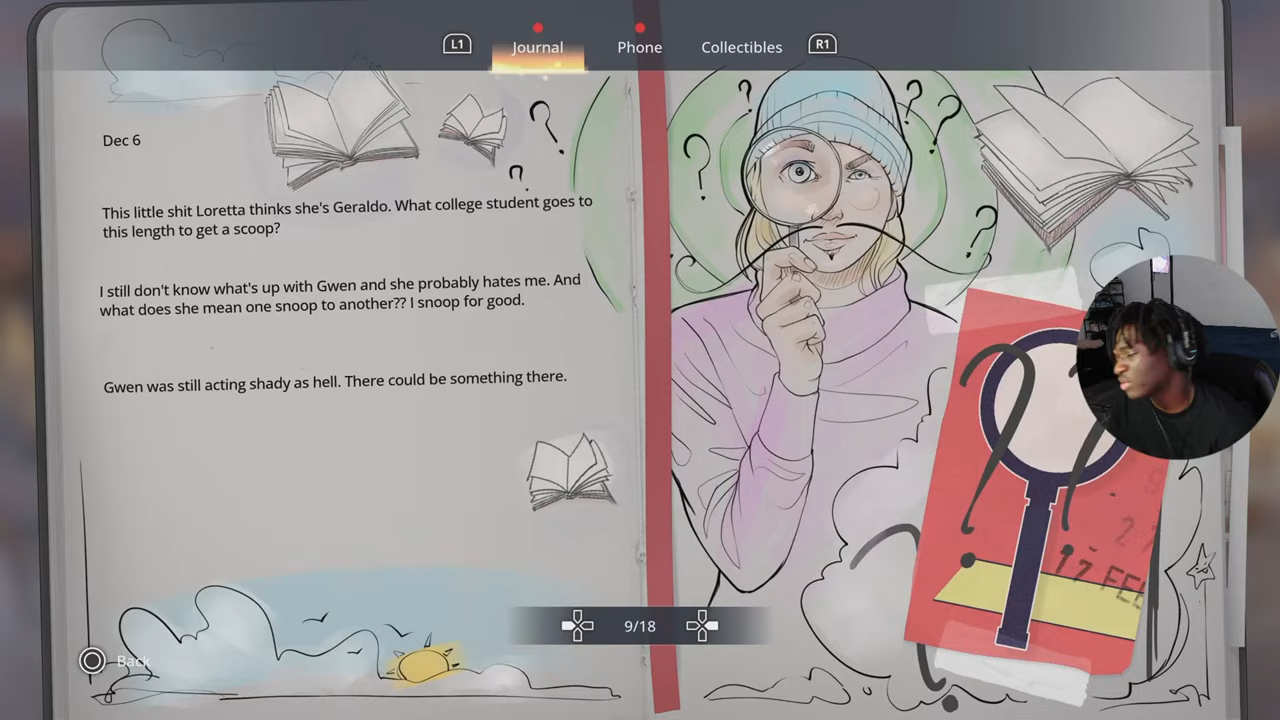 L1 Journal Phone Collectibles R1
Dec 6
This little shit Loretta thinks she's Geraldo. What college student goes to
this length to get a scoop?
I still don't know what's up with Gwen and she probably hates me. And
what does she mean one snoop to another?? I snoop for good.
Gwen was still acting shady as hell. There could be something there.
? ?
? ? ? ? ?
? ?
17 FEB
9/18
Back